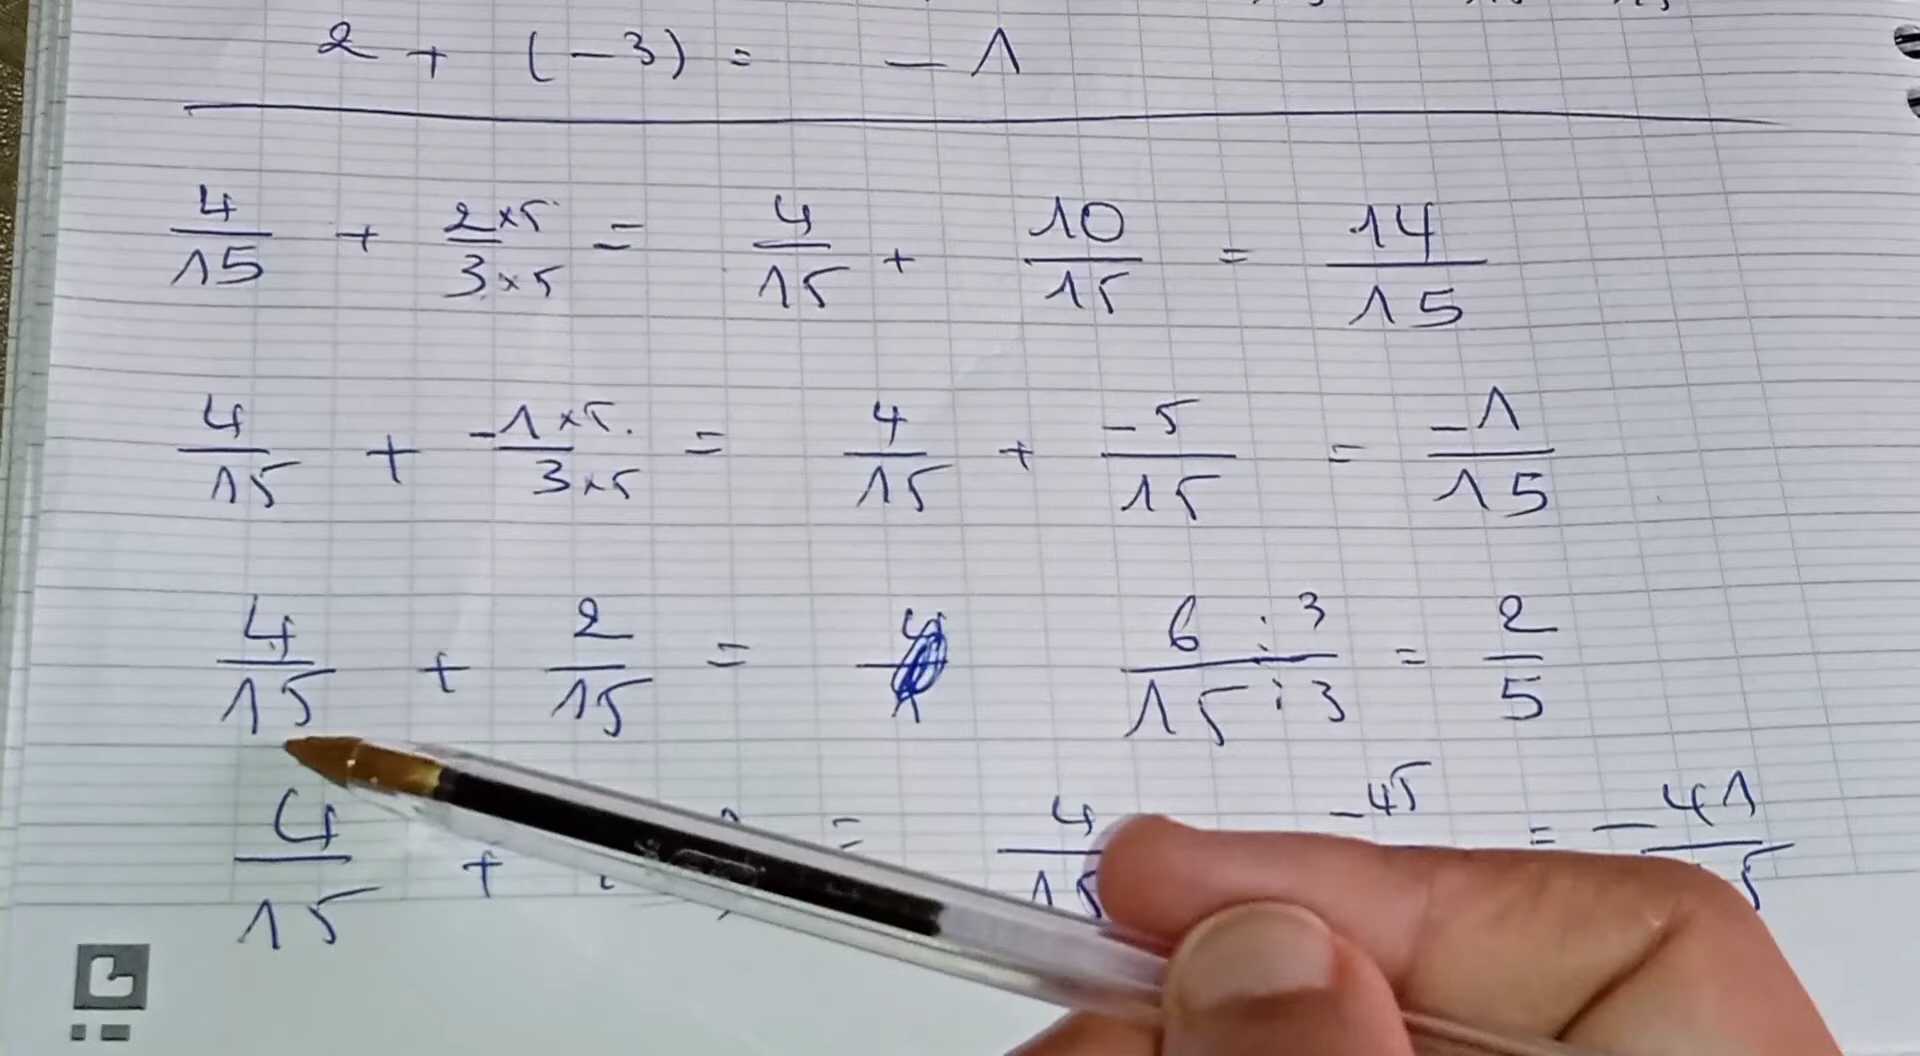 2 + (-3) = -1
4/15 + 2×5/3×5 = 4/15 + 10/15 = 14/15
4/15 + -1×5/3×5 = 4/15 + -5/15 = -1/15
4/15 + 2/15 = 6:3/15:3 = 2/5
4/15 + = 4/15 -45 = -41